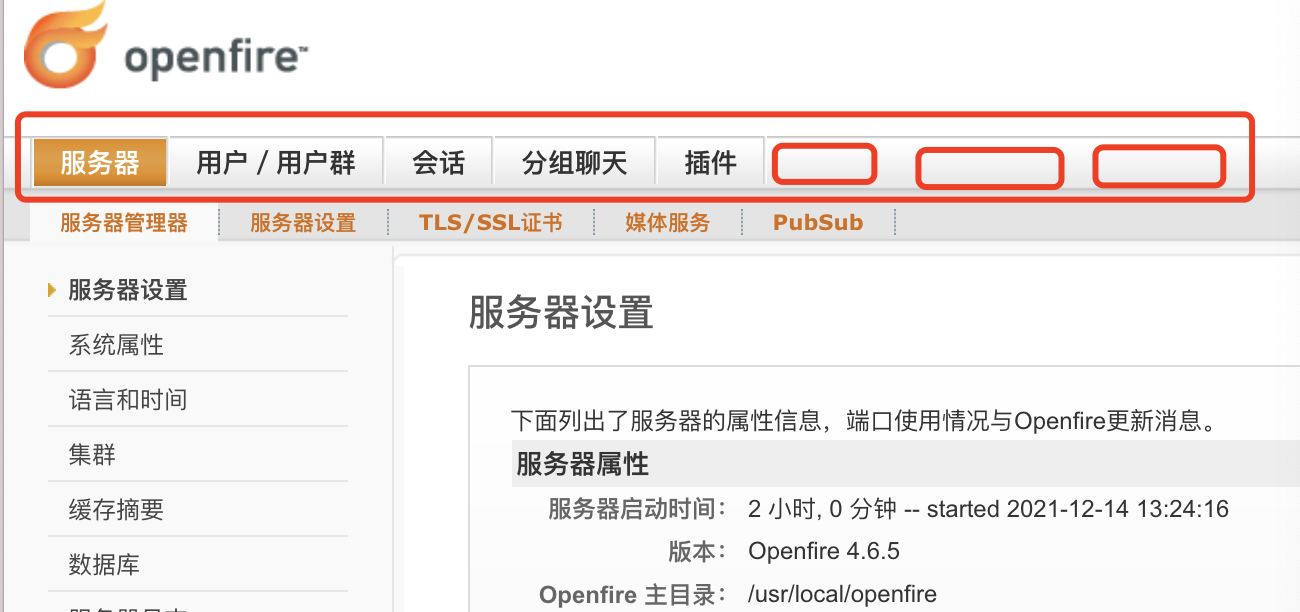 openfire™
服务器 用户 / 用户群 会话 分组聊天 插件
服务器管理器 服务器设置 TLS/SSL证书 媒体服务 PubSub
服务器设置
系统属性
语言和时间
集群
缓存摘要
数据库
服务器设置
下面列出了服务器的属性信息，端口使用情况与Openfire更新消息。
服务器属性
服务器启动时间： 2 小时, 0 分钟 -- started 2021-12-14 13:24:16
版本： Openfire 4.6.5
Openfire 主目录： /usr/local/openfire